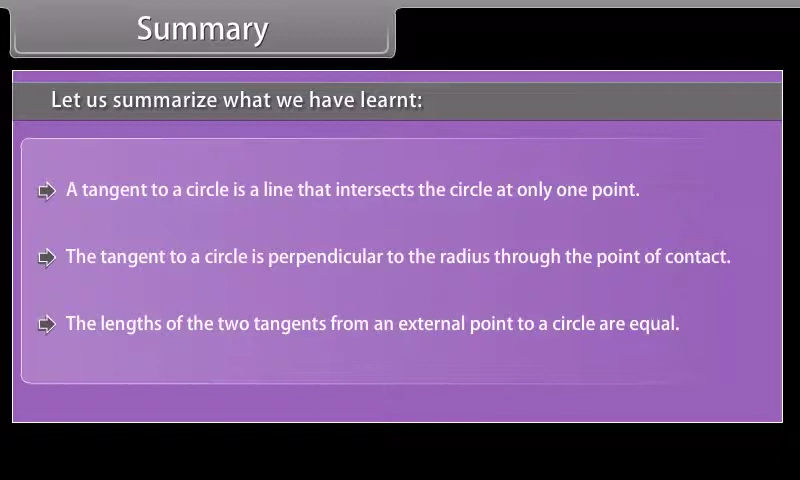 Summary
Let us summarize what we have learnt:
A tangent to a circle is a line that intersects the circle at only one point.
The tangent to a circle is perpendicular to the radius through the point of contact.
The lengths of the two tangents from an external point to a circle are equal.